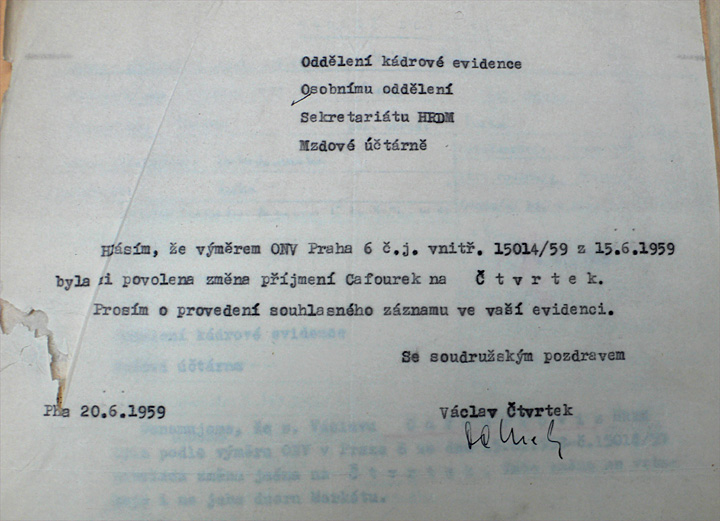 Oddělení kádrové evidence
Osobnímu oddělení
Sekretariátu HRDM
Mzdové účtárně
Hlásím, že výměrem ONV Praha 6 č.j. vnitř. 15014/59 z 15.6.1959
byla mi povolena změna příjmení Cafourek na Č t v r t e k.
Prosím o provedení souhlasného záznamu ve vaší evidenci.
Se soudružským pozdravem
Pha 20.6.1959
Václav Čtvrtek